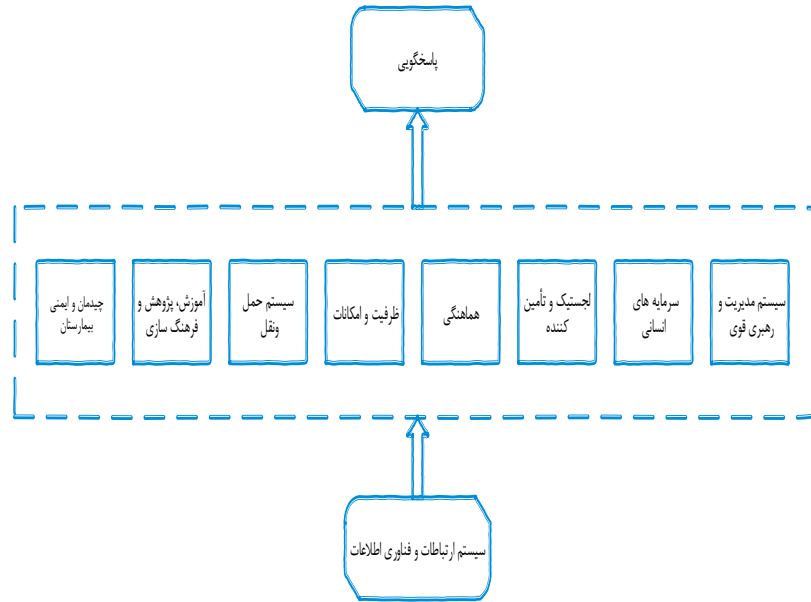 پاسخگویی
سیستم مدیریت و
رهبری قوی
سرمایه های
انسانی
لجستیک و تأمین
کننده
هماهنگی
ظرفیت و امکانات
سیستم حمل
ونقل
آموزش، پژوهش و
فرهنگ سازی
چیدمان و ایمنی
بیمارستان
سیستم ارتباطات و فناوری اطلاعات